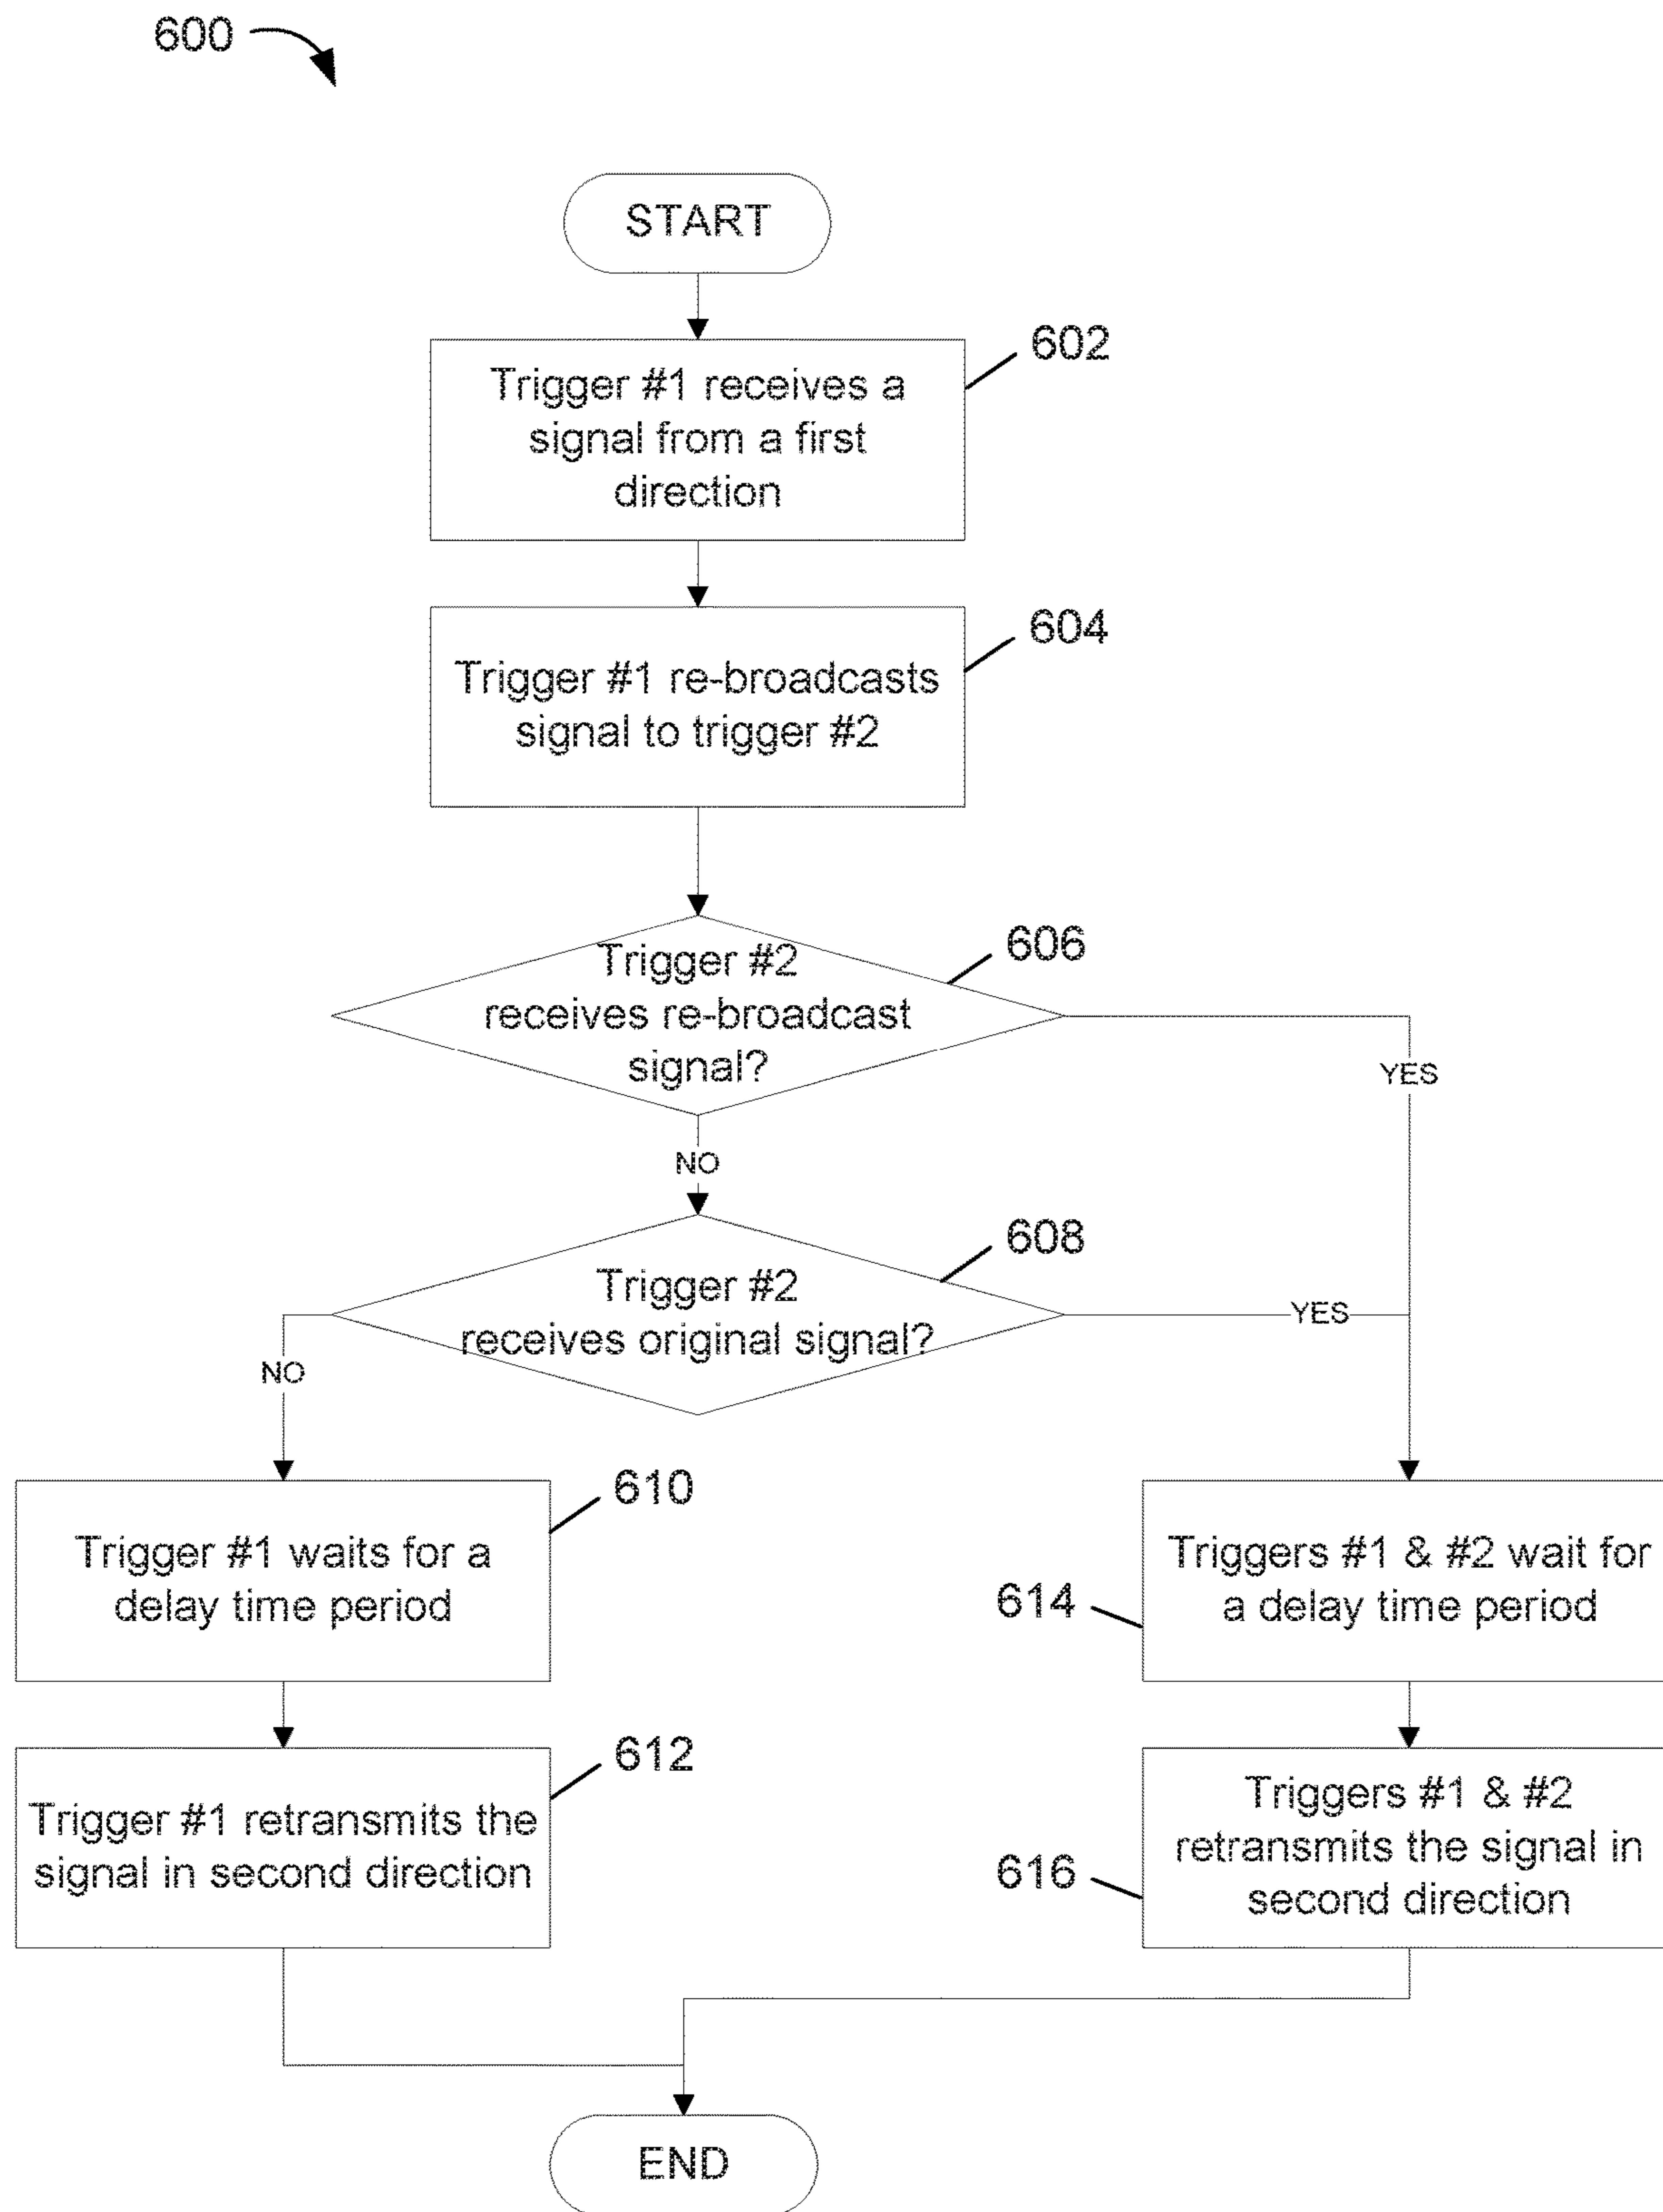 600
START
602
Trigger #1 receives a
signal from a first
direction
604
Trigger #1 re-broadcasts
signal to trigger #2
606
Trigger #2
receives re-broadcast
signal?
YES
NO
608
Trigger #2
receives original signal?
YES
NO
610
Trigger #1 waits for a
delay time period
614
Triggers #1 & #2 wait for
a delay time period
612
Trigger #1 retransmits the
signal in second direction
616
Triggers #1 & #2
retransmits the signal in
second direction
END